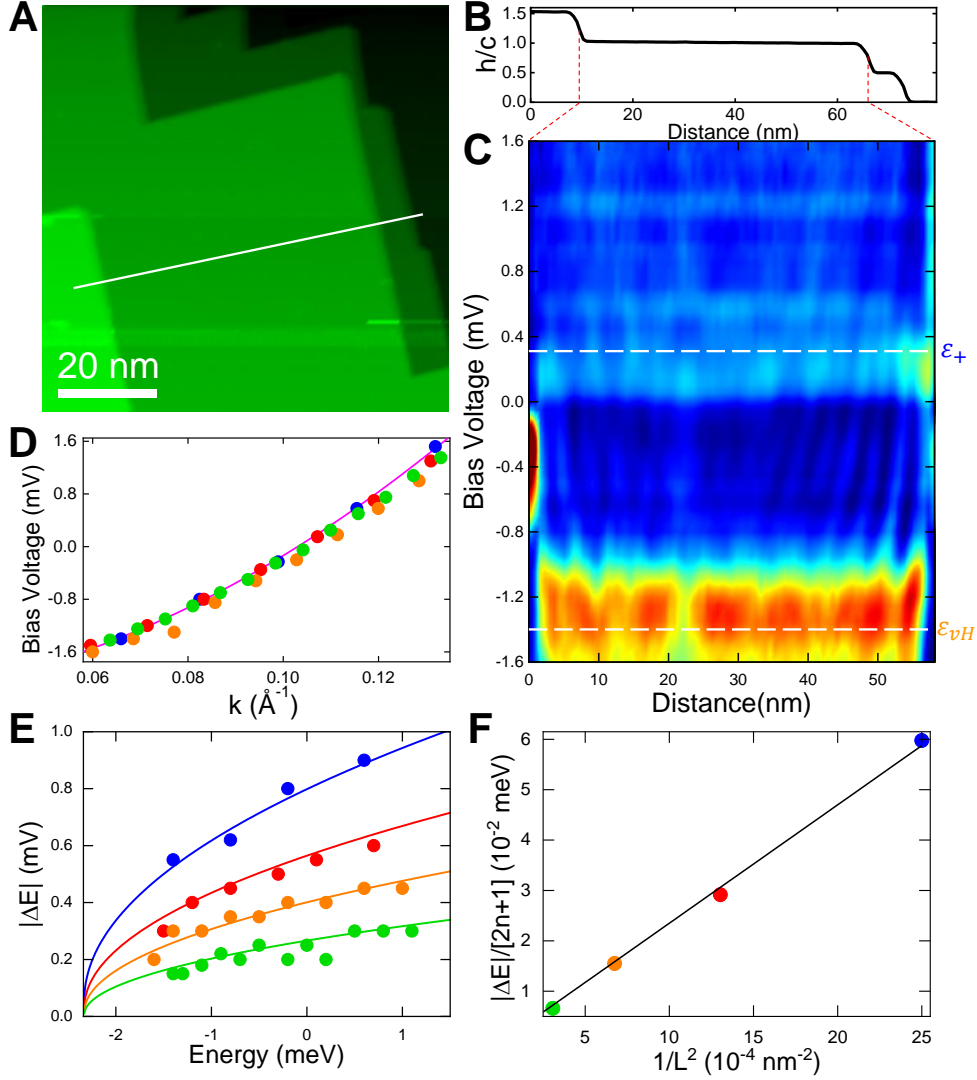 A
20 nm
B
h/c
1.5
1.0
0.5
0.0
0 20 40 60
Distance (nm)
C
Bias Voltage (mV)
1.6
1.2
0.8
0.4
0.0
-0.4
-0.8
-1.2
-1.6
ε+
εvH
0 10 20 30 40 50
Distance(nm)
D
Bias Voltage (mV)
1.6
0.8
0.0
-0.8
-1.6
0.06 0.08 0.10 0.12
k (Å-1)
E
|ΔE| (mV)
1.0
0.8
0.6
0.4
0.2
0.0
-2 -1 0 1
Energy (meV)
F
|ΔE|/[2n+1] (10-2 meV)
6
5
4
3
2
1
5 10 15 20 25
1/L2 (10-4 nm-2)